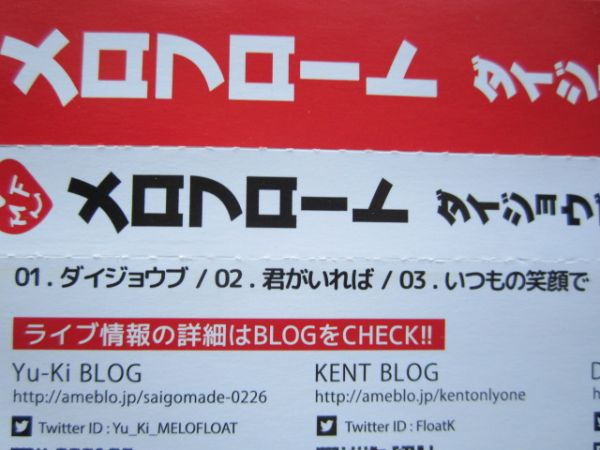 メロフロート ダイジ
MF メロフロート ダイジョウブ
01 . ダイジョウブ / 02 . 君がいれば / 03 . いつもの笑顔で
ライブ情報の詳細はBLOGをCHECK!!
Yu-Ki BLOG KENT BLOG D
http://ameblo.jp/saigomade-0226 http://ameblo.jp/kentonlyone
Twitter ID : Yu_Ki_MELOFLOAT Twitter ID : FloatK